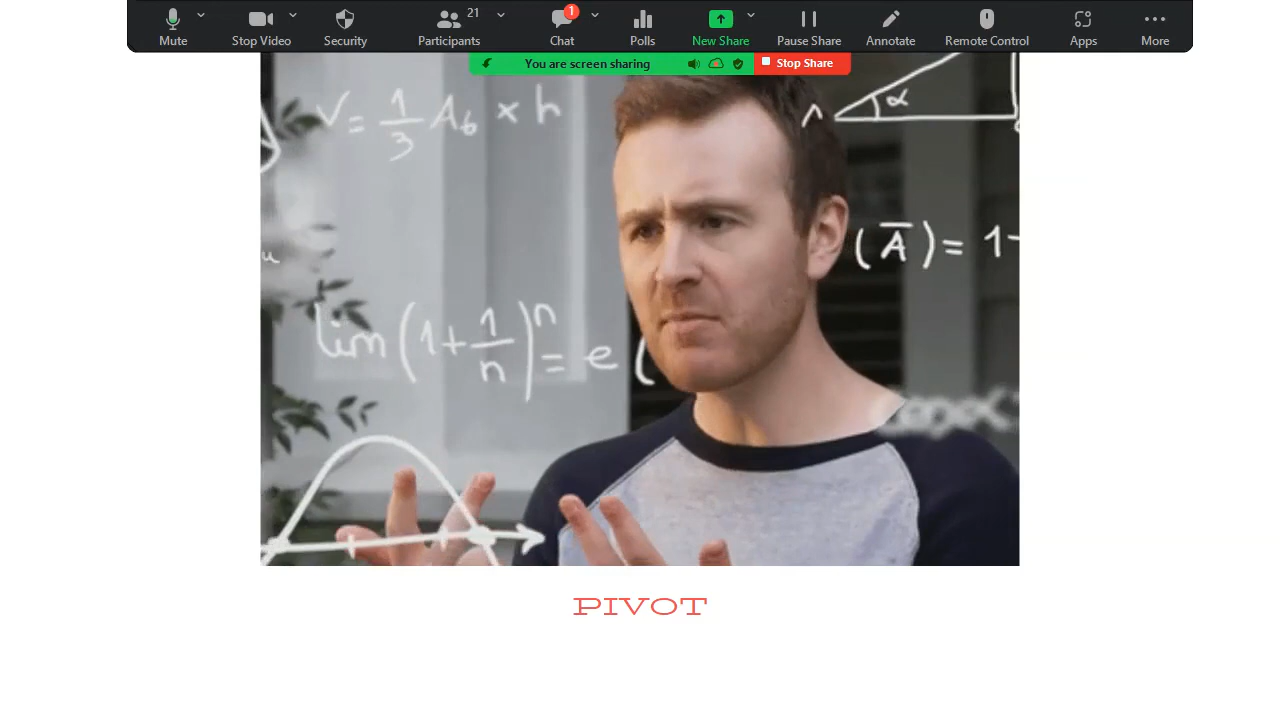 Mute
Stop Video
Security
Participants
21
Chat
1
Polls
New Share
Pause Share
Annotate
Remote Control
Apps
More
You are screen sharing
Stop Share
V = 1/3 A₆ × h
α
(A̅) = 1-
lim (1 + 1/n)ⁿ = e (
PIVOT